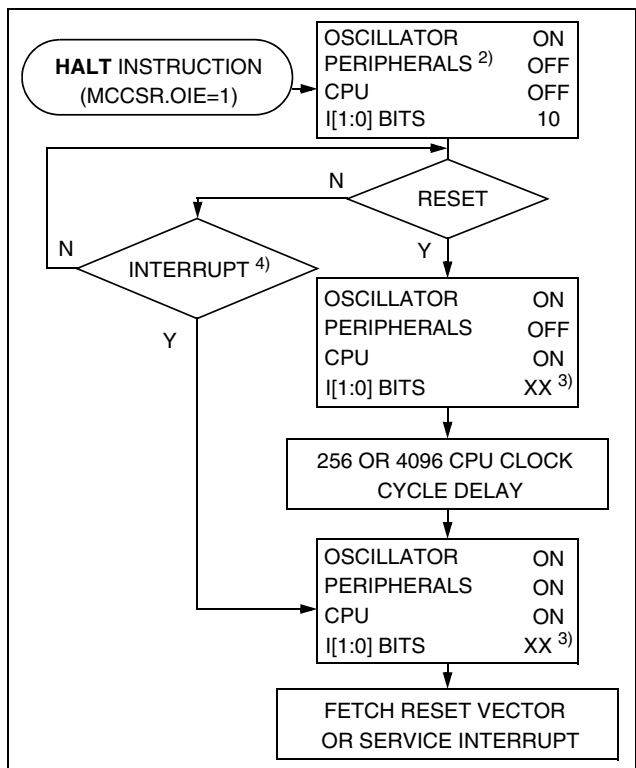 HALT INSTRUCTION
(MCCSR.OIE=1)
OSCILLATOR ON
PERIPHERALS 2) OFF
CPU OFF
I[1:0] BITS 10
N
RESET
N
INTERRUPT 4)
Y
Y
OSCILLATOR ON
PERIPHERALS OFF
CPU ON
I[1:0] BITS XX 3)
256 OR 4096 CPU CLOCK
CYCLE DELAY
OSCILLATOR ON
PERIPHERALS ON
CPU ON
I[1:0] BITS XX 3)
FETCH RESET VECTOR
OR SERVICE INTERRUPT